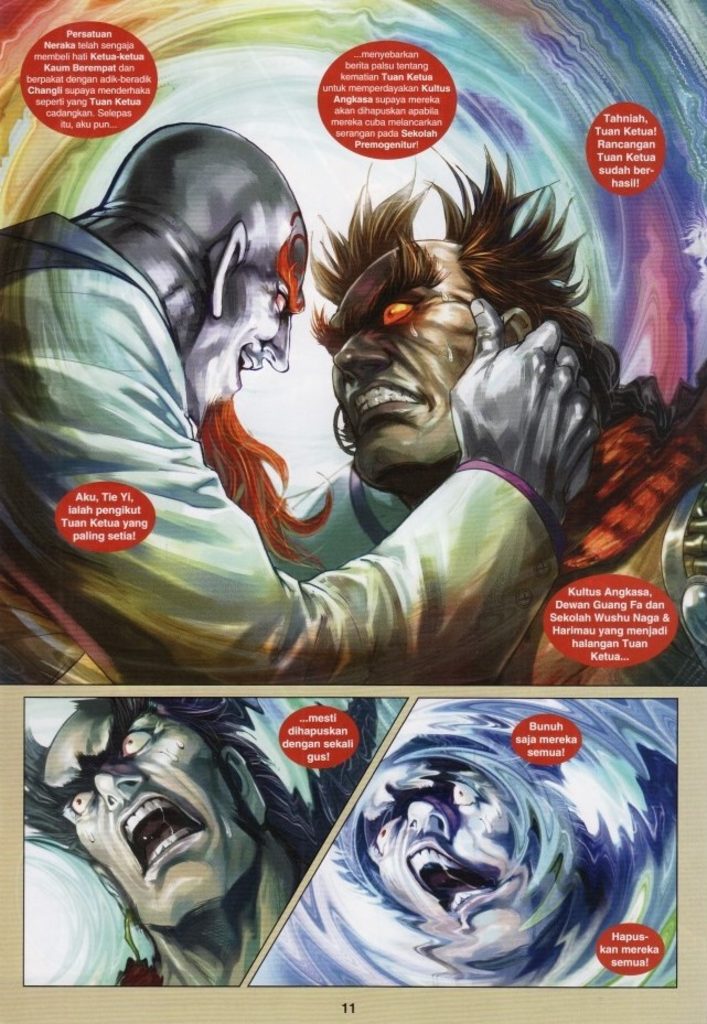 Persatuan
Neraka telah sengaja
membeli hati Ketua-ketua
Kaum Berempat dan
berpakat dengan adik-beradik
Changli supaya menderhaka
seperti yang Tuan Ketua
cadangkan. Selepas
itu, aku pun...
...menyebarkan
berita palsu tentang
kematian Tuan Ketua
untuk memperdayakan Kultus
Angkasa supaya mereka
akan dihapuskan apabila
mereka cuba melancarkan
serangan pada Sekolah
Premogenitur!
Tahniah,
Tuan Ketua!
Rancangan
Tuan Ketua
sudah ber-
hasil!
Aku, Tie Yi,
ialah pengikut
Tuan Ketua yang
paling setia!
Kultus Angkasa,
Dewan Guang Fa dan
Sekolah Wushu Naga &
Harimau yang menjadi
halangan Tuan
Ketua...
...mesti
dihapuskan
dengan sekali
gus!
Bunuh
saja mereka
semua!
Hapus-
kan mereka
semua!
11